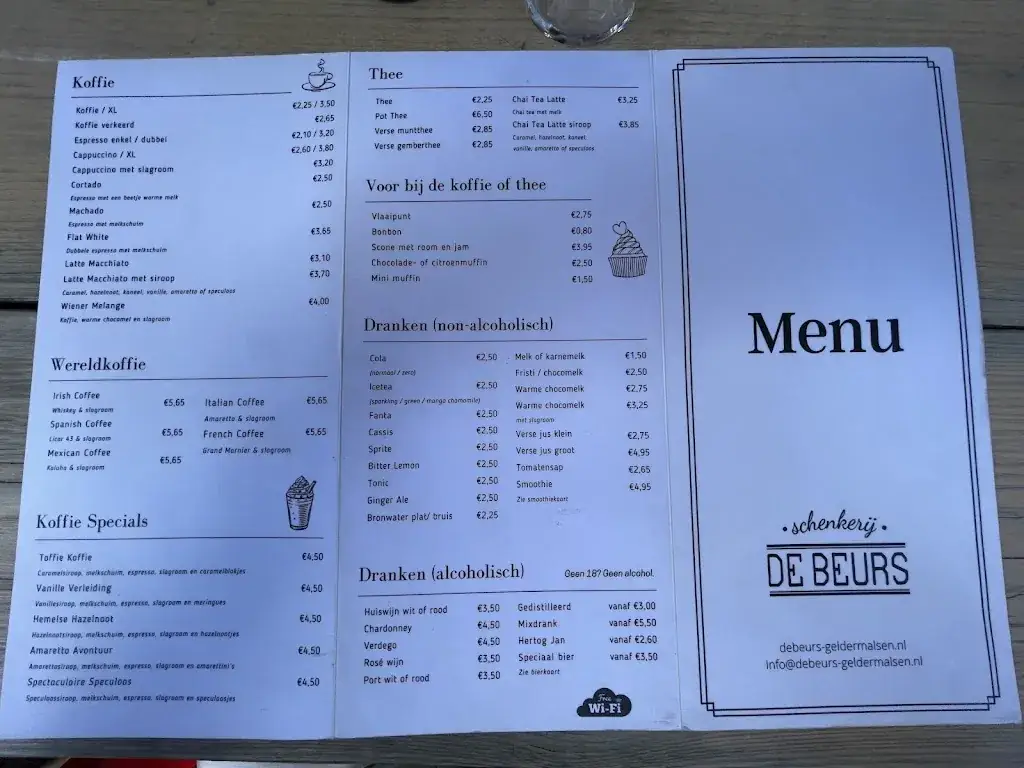 Koffie
Koffie / XL €2,25 / 3,50
Koffie verkeerd €2,65
Espresso enkel / dubbel €2,10 / 3,20
Cappuccino / XL €2,60 / 3,80
Cappuccino met slagroom €3,20
Cortado €2,50
Espresso met een beetje warme melk
Machado €2,50
Espresso met melkschuim
Flat White €3,65
Dubbele espresso met melkschuim
Latte Macchiato €3,10
Latte Macchiato met siroop €3,70
Caramel, hazelnoot, kaneel, vanille, amaretto of speculoos
Wiener Melange €4,00
Koffie, warme chocamel en slagroom
Wereldkoffie
Irish Coffee €5,65
Whiskey & slagroom
Spanish Coffee €5,65
Licor 43 & slagroom
Mexican Coffee €5,65
Kaluha & slagroom
Italian Coffee €5,65
Amaretto & slagroom
French Coffee €5,65
Grand Marnier & slagroom
Koffie Specials
Toffie Koffie €4,50
Caramelsiroop, melkschuim, espresso, slagroom en caramelblokjes
Vanille Verleiding €4,50
Vanillesiroop, melkschuim, espresso, slagroom en meringues
Hemelse Hazelnoot €4,50
Hazelnootsiroop, melkschuim, espresso, slagroom en hazelnootjes
Amaretto Avontuur €4,50
Amarettosiroop, melkschuim, espresso, slagroom en amarettini's
Spectaculaire Speculoos €4,50
Speculoossiroop, melkschuim, espresso, slagroom en speculoosjes
Thee
Thee €2,25
Pot Thee €6,50
Verse muntthee €2,85
Verse gemberthee €2,85
Chai Tea Latte €3,25
Chai tea met melk
Chai Tea Latte siroop €3,85
Caramel, hazelnoot, kaneel,
vanille, amaretto of speculoos
Voor bij de koffie of thee
Vlaaipunt €2,75
Bonbon €0,80
Scone met room en jam €3,95
Chocolade- of citroenmuffin €2,50
Mini muffin €1,50
Dranken (non-alcoholisch)
Cola €2,50
(normaal / zero)
Icetea €2,50
(sparkling / green / mango chamomile)
Fanta €2,50
Cassis €2,50
Sprite €2,50
Bitter Lemon €2,50
Tonic €2,50
Ginger Ale €2,50
Bronwater plat/ bruis €2,25
Melk of karnemelk €1,50
Fristi / chocomelk €2,50
Warme chocomelk €2,75
Warme chocomelk €3,25
met slagroom
Verse jus klein €2,75
Verse jus groot €4,95
Tomatensap €2,65
Smoothie €4,95
Zie smoothiekaart
Dranken (alcoholisch) Geen 18? Geen alcohol.
Huiswijn wit of rood €3,50
Chardonney €4,50
Verdego €4,50
Rosé wijn €3,50
Port wit of rood €3,50
Gedistilleerd vanaf €3,00
Mixdrank vanaf €5,50
Hertog Jan vanaf €2,60
Speciaal bier vanaf €3,50
Zie bierkaart
Free
Wi-Fi
Menu
• schenkerij •
DE BEURS
debeurs-geldermalsen.nl
info@debeurs-geldermalsen.nl